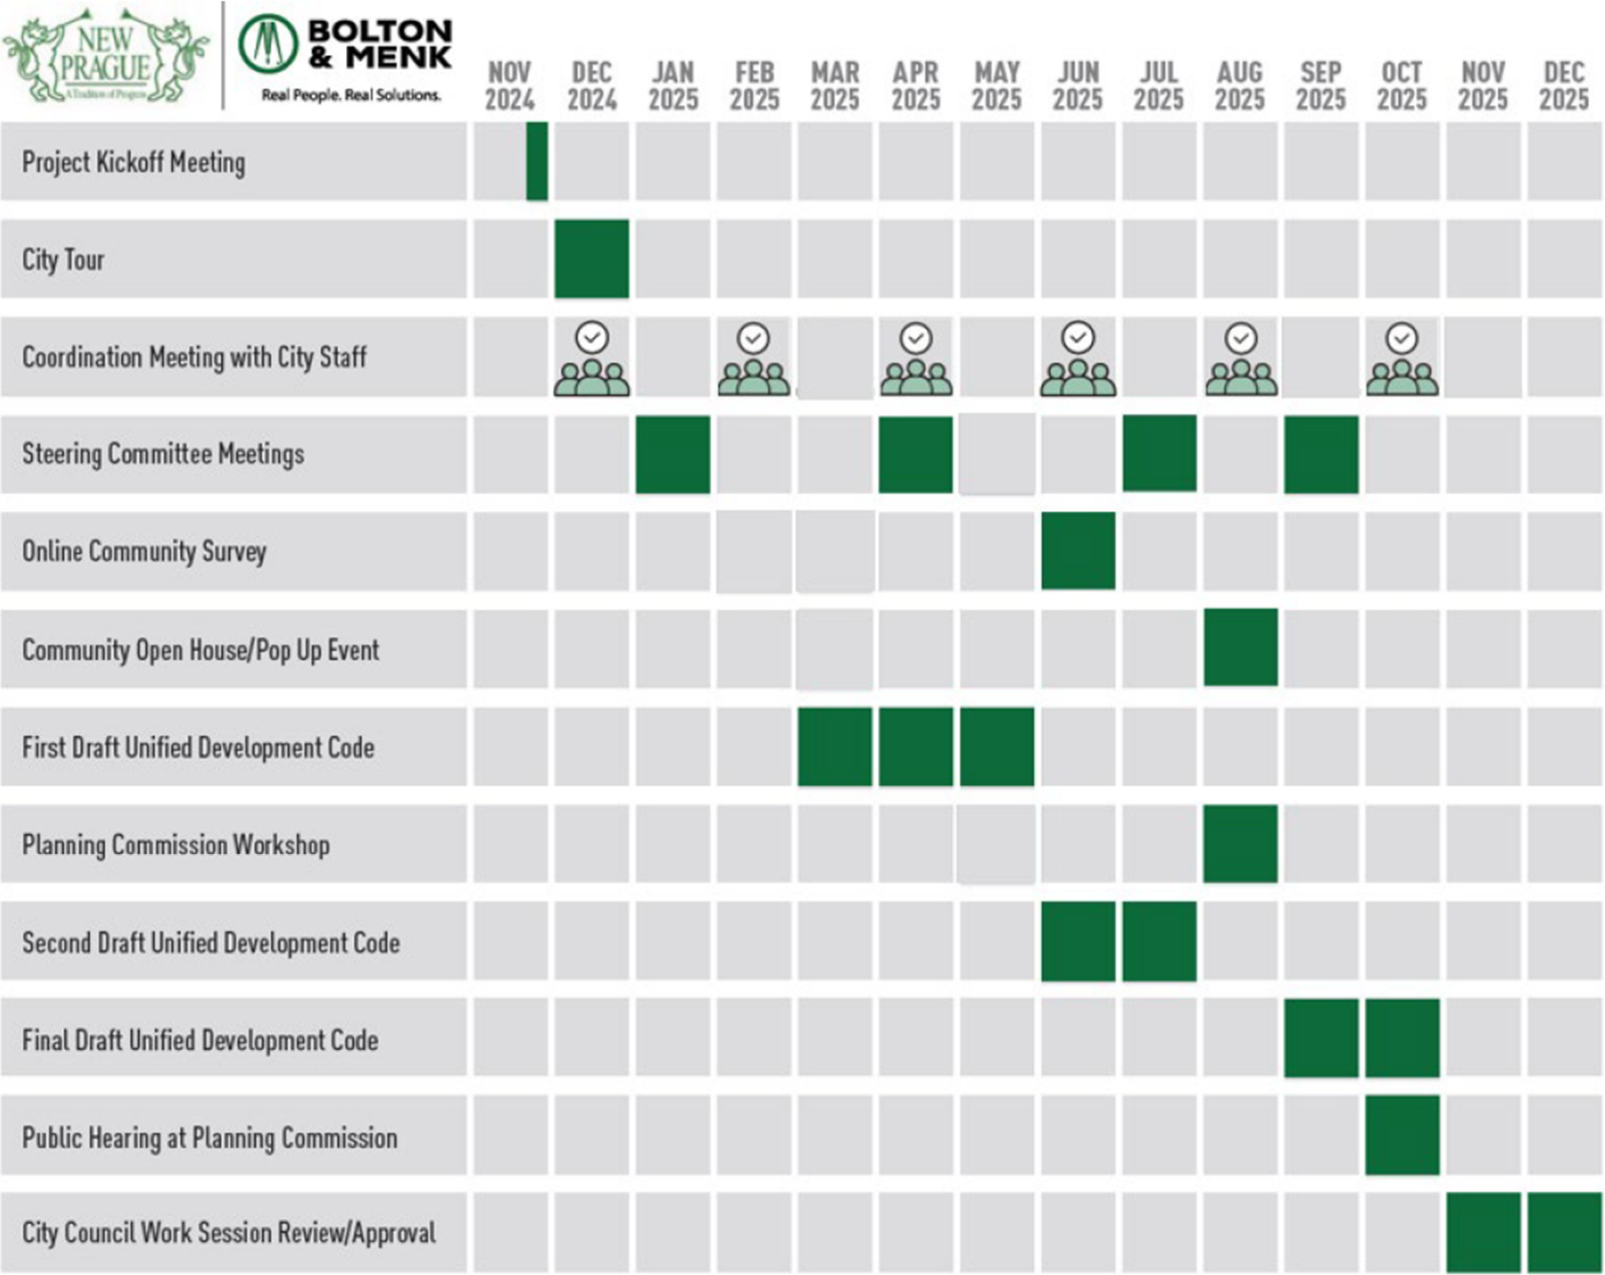 NEW
PRAGUE
A Tradition of Progress
BOLTON
& MENK
Real People. Real Solutions.
NOV 2024
DEC 2024
JAN 2025
FEB 2025
MAR 2025
APR 2025
MAY 2025
JUN 2025
JUL 2025
AUG 2025
SEP 2025
OCT 2025
NOV 2025
DEC 2025
Project Kickoff Meeting
City Tour
Coordination Meeting with City Staff
Steering Committee Meetings
Online Community Survey
Community Open House/Pop Up Event
First Draft Unified Development Code
Planning Commission Workshop
Second Draft Unified Development Code
Final Draft Unified Development Code
Public Hearing at Planning Commission
City Council Work Session Review/Approval